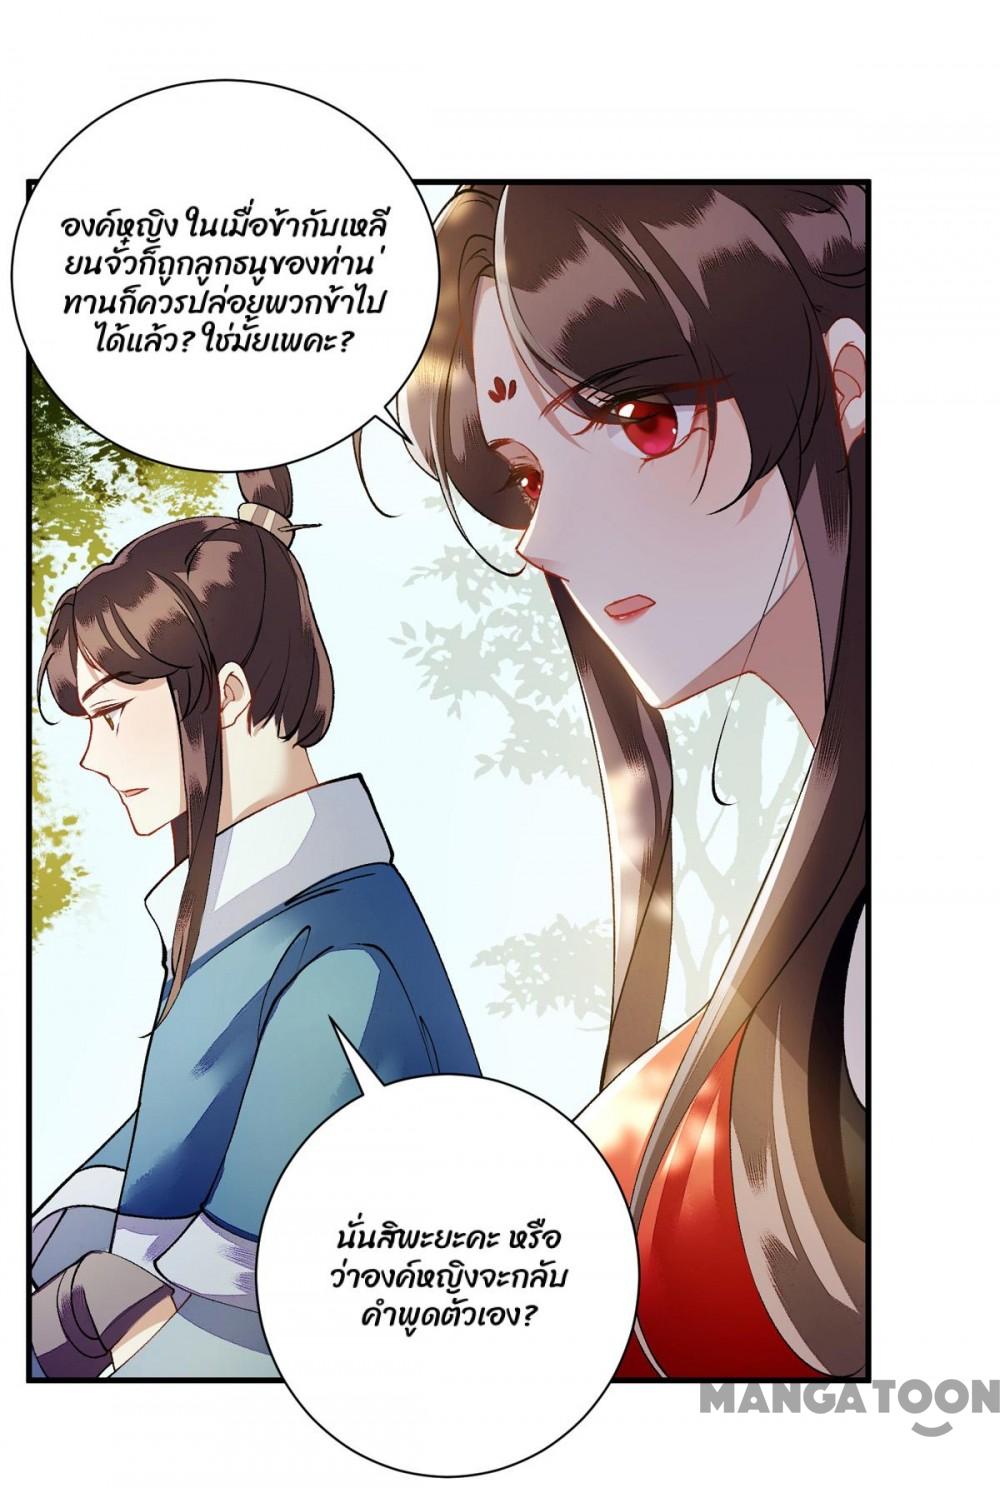 องค์หญิง ในเมื่อข้ากับเหลี
ยนจั๋วก็ถูกลูกธนูของท่าน
ทานก็ควรปล่อยพวกข้าไป
ได้แล้ว? ใช่มั้ยเพคะ?
นั่นสิพะยะคะ หรือ
ว่าองค์หญิงจะกลับ
คำพูดตัวเอง?
MANGATOON